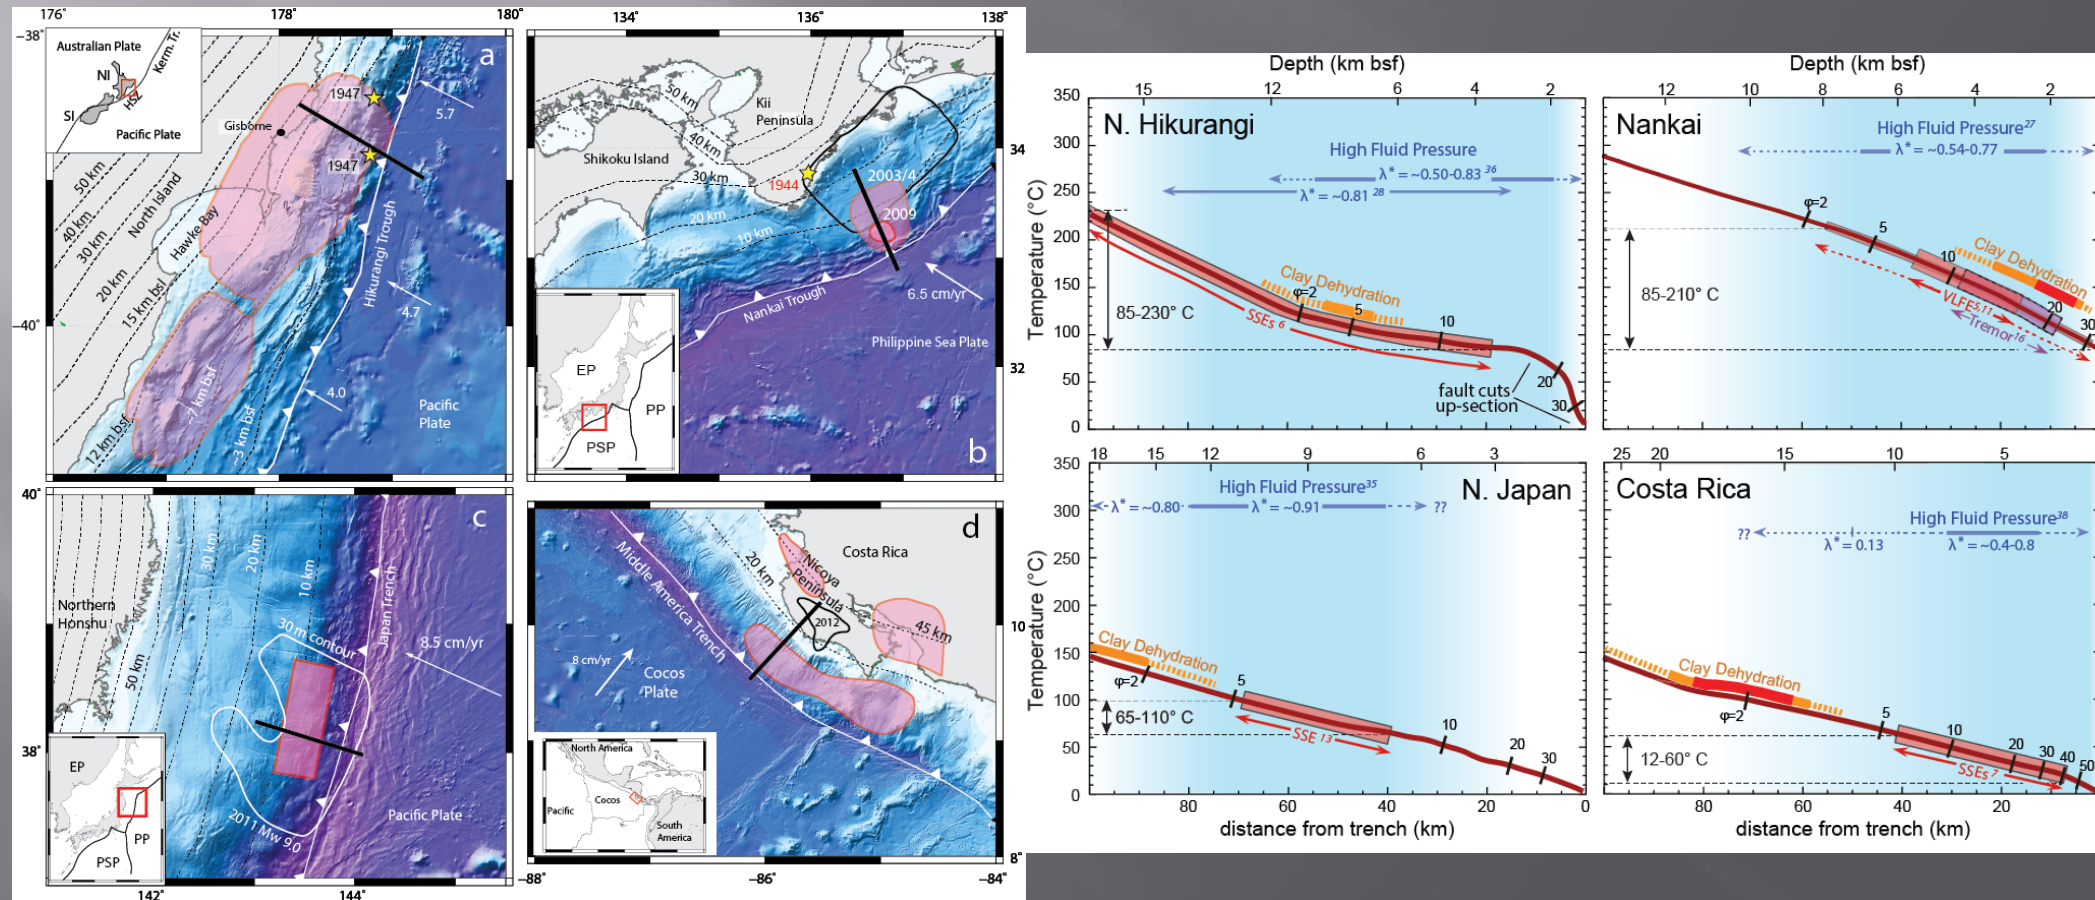 176°
178°
180°
−38°
Australian Plate
Kerm. Tr.
NI
HSZ
SI
Pacific Plate
a
1947
5.7
Gisborne
1947
50 km
40 km
30 km
North Island
Hawke Bay
20 km
15 km bsf
Hikurangi Trough
4.7
−40°
4.0
~7 km bsf
~3 km bsf
12 km bsf
Pacific
Plate
134°
136°
138°
50 km
Kii
Peninsula
40 km
Shikoku Island
30 km
1944
2003/4
34
20 km
2009
10 km
6.5 cm/yr
Nankai Trough
Philippine Sea Plate
32
EP
PP
PSP
b
40°
c
30 km
20 km
10 km
Northern
Honshu
Japan Trench
30 m contour
8.5 cm/yr
50 km
38°
2011 Mw 9.0
Pacific Plate
EP
PP
PSP
142°
144°
d
Costa Rica
20 km
Nicoya
Peninsula
Middle America Trench
2012
45 km
10°
8 cm/yr
Cocos
Plate
North America
Pacific
Cocos
South
America
8°
−88°
−86°
−84°
Depth (km bsf)
15
12
6
4
2
350
300
250
200
150
100
50
0
Temperature (°C)
N. Hikurangi
High Fluid Pressure
λ* = ~0.50-0.83 36
λ* = ~0.81 28
Clay Dehydration
φ=2
5
10
85-230° C
SSEs 6
fault cuts
up-section
20
30
Depth (km bsf)
12
10
8
6
4
2
Nankai
High Fluid Pressure27
λ* = ~0.54-0.77
φ=2
5
10
Clay Dehydration
85-210° C
VLFE5,11
20
Tremor16
30
18
15
12
9
6
3
350
300
250
200
150
100
50
0
Temperature (°C)
High Fluid Pressure35
N. Japan
λ* = ~0.80
λ* = ~0.91
??
Clay Dehydration
φ=2
5
65-110° C
SSE 13
10
20
30
80
60
40
20
0
distance from trench (km)
25
20
15
10
5
Costa Rica
High Fluid Pressure38
??
λ* = 0.13
λ* = ~0.4-0.8
Clay Dehydration
φ=2
5
10
20
30
40
50
12-60° C
SSEs 7
80
60
40
20
distance from trench (km)